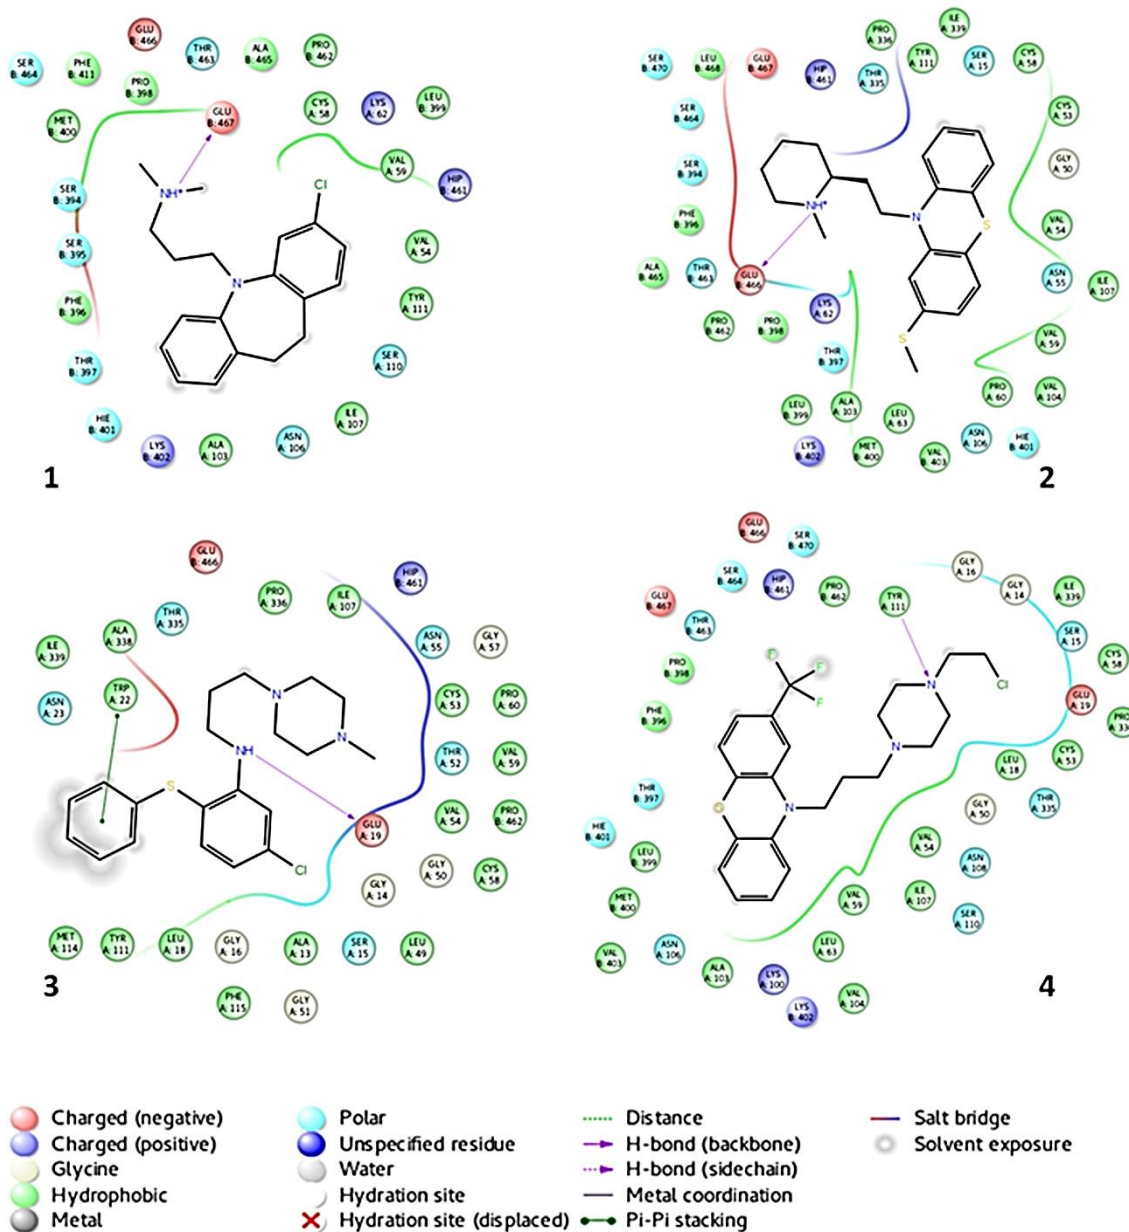 GLU
B: 466
THR
B: 463
ALA
B: 465
PRO
B: 462
SER
B: 464
PHE
B: 411
PRO
B: 398
MET
B: 400
GLU
B: 467
CYS
B: 58
LYS
B: 62
LEU
B: 399
VAL
B: 59
HIP
B: 461
SER
B: 394
SER
B: 395
PHE
B: 396
THR
B: 397
HIE
B: 401
LYS
B: 402
ALA
A: 103
ASN
B: 106
ILE
A: 107
SER
A: 110
TYR
A: 111
VAL
B: 54
NH+
N
Cl
1
PRO
A: 336
ILE
A: 339
SER
B: 470
LEU
B: 468
GLU
B: 467
HIP
B: 461
THR
A: 335
TYR
A: 111
SER
A: 15
CYS
A: 58
SER
B: 464
CYS
A: 53
SER
B: 394
GLY
A: 50
PHE
B: 396
VAL
A: 54
ALA
B: 465
THR
B: 463
GLU
B: 466
LYS
A: 62
ASN
A: 55
ILE
A: 107
PRO
B: 462
PRO
B: 398
THR
B: 397
VAL
A: 59
PRO
A: 60
VAL
A: 104
LEU
B: 399
ALA
A: 103
LEU
A: 63
LYS
B: 402
MET
B: 400
VAL
B: 403
ASN
A: 106
HIE
B: 401
NH+
N
S
S
2
GLU
B: 466
HIP
B: 461
PRO
A: 336
ILE
A: 107
THR
A: 335
ALA
A: 338
ILE
A: 339
TRP
A: 22
ASN
A: 23
ASN
A: 55
GLY
A: 57
CYS
A: 53
PRO
A: 60
THR
A: 52
VAL
A: 59
VAL
A: 54
PRO
B: 462
GLU
A: 19
GLY
A: 50
CYS
A: 58
GLY
A: 14
MET
A: 114
TYR
A: 111
LEU
A: 18
GLY
A: 16
ALA
A: 13
SER
A: 15
LEU
A: 49
PHE
A: 115
GLY
A: 51
N
N
NH
S
Cl
3
GLU
B: 466
SER
B: 470
SER
B: 464
HIP
B: 461
PRO
B: 462
TYR
A: 111
GLY
A: 16
GLY
A: 14
ILE
A: 339
GLU
B: 467
THR
B: 463
SER
A: 15
CYS
A: 58
PRO
B: 398
GLU
A: 19
PHE
B: 396
CYS
A: 53
LEU
A: 18
THR
B: 397
GLY
A: 50
THR
A: 335
HIE
B: 401
LEU
B: 399
VAL
A: 54
ASN
A: 108
MET
B: 400
VAL
A: 59
ILE
A: 107
SER
A: 110
VAL
B: 403
ASN
A: 106
LEU
A: 63
ALA
A: 103
LYS
A: 100
VAL
A: 104
LYS
B: 402
F
F
F
N
N
N
S
Cl
4
Charged (negative)
Charged (positive)
Glycine
Hydrophobic
Metal
Polar
Unspecified residue
Water
Hydration site
Hydration site (displaced)
Distance
H-bond (backbone)
H-bond (sidechain)
Metal coordination
Pi-Pi stacking
Salt bridge
Solvent exposure